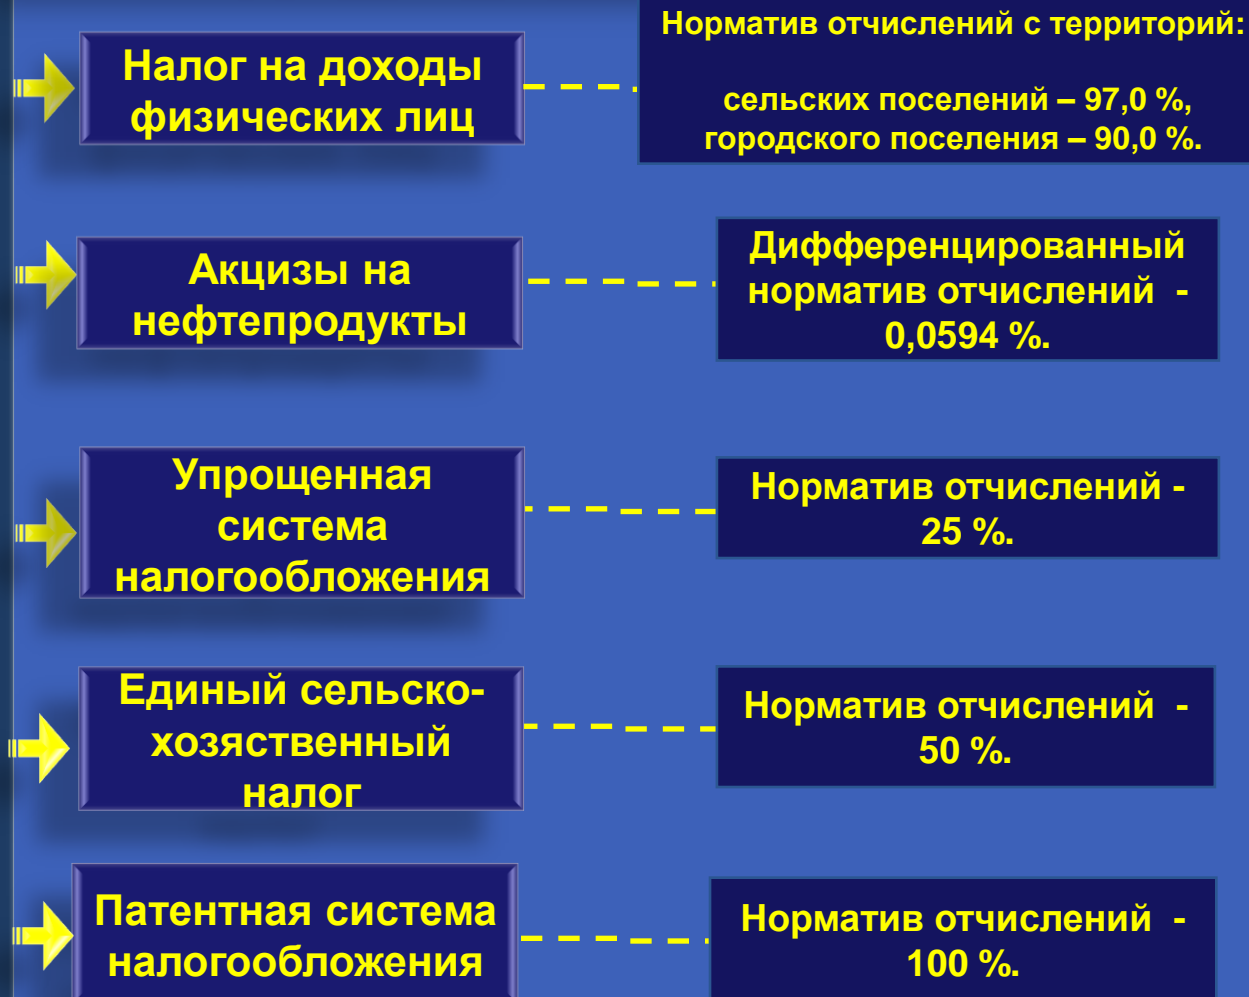 Налог на доходы
физических лиц
Норматив отчислений с территорий:
сельских поселений – 97,0 %,
городского поселения – 90,0 %.
Акцизы на
нефтепродукты
Дифференцированный
норматив отчислений -
0,0594 %.
Упрощенная
система
налогообложения
Норматив отчислений -
25 %.
Единый сельско-
хозяственный
налог
Норматив отчислений -
50 %.
Патентная система
налогообложения
Норматив отчислений -
100 %.